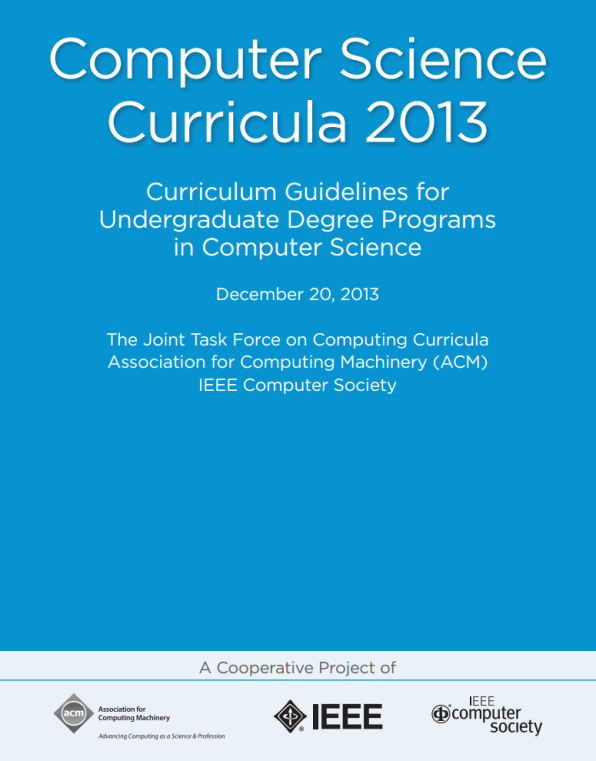 Computer Science
Curricula 2013
Curriculum Guidelines for
Undergraduate Degree Programs
in Computer Science
December 20, 2013
The Joint Task Force on Computing Curricula
Association for Computing Machinery (ACM)
IEEE Computer Society
A Cooperative Project of
acm
Association for
Computing Machinery
Advancing Computing as a Science & Profession
IEEE
IEEE
computer
society